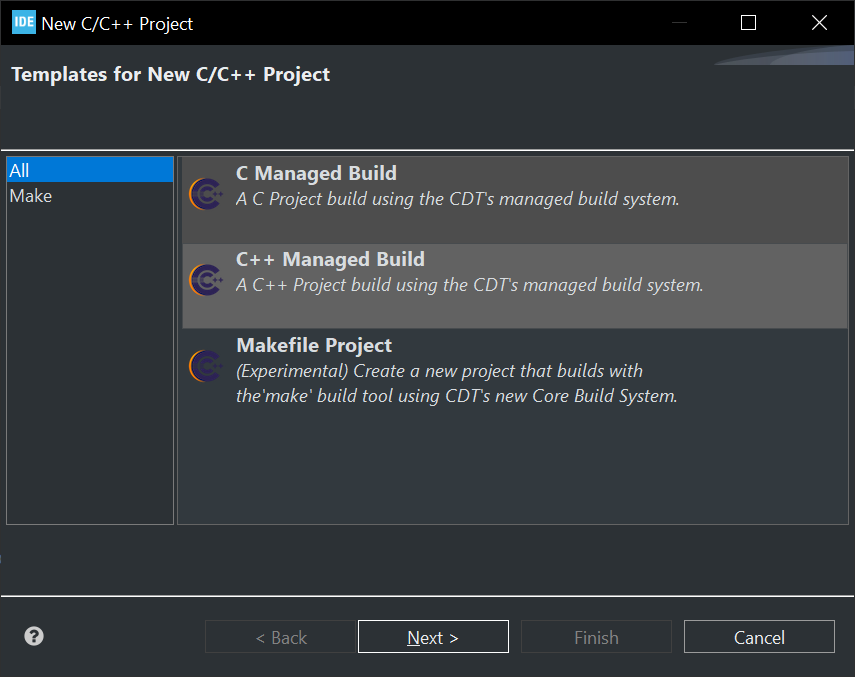 IDE New C/C++ Project
Templates for New C/C++ Project
All
Make
C Managed Build
A C Project build using the CDT's managed build system.
C++ Managed Build
A C++ Project build using the CDT's managed build system.
Makefile Project
(Experimental) Create a new project that builds with
the'make' build tool using CDT's new Core Build System.
? < Back Next > Finish Cancel